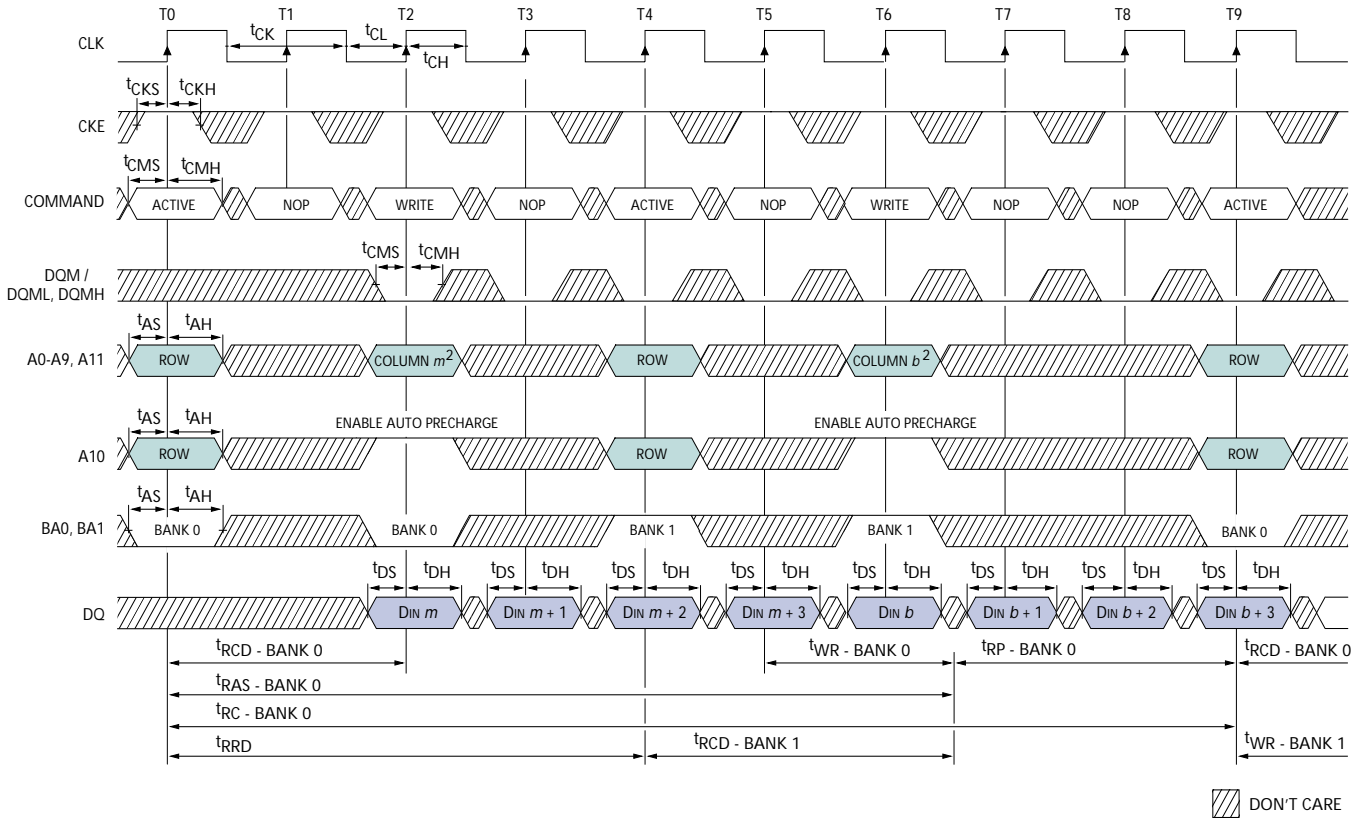 T0 T1 T2 T3 T4 T5 T6 T7 T8 T9
CLK
tCK tCL
tCH
tCKS tCKH
CKE
tCMS tCMH
COMMAND ACTIVE NOP WRITE NOP ACTIVE NOP WRITE NOP NOP ACTIVE
tCMS tCMH
DQM /
DQML, DQMH
tAS tAH
A0-A9, A11 ROW COLUMN m2 ROW COLUMN b2 ROW
tAS tAH
ENABLE AUTO PRECHARGE ENABLE AUTO PRECHARGE
A10 ROW ROW ROW
tAS tAH
BA0, BA1 BANK 0 BANK 0 BANK 1 BANK 1 BANK 0
tDS tDH tDS tDH tDS tDH tDS tDH tDS tDH tDS tDH tDS tDH tDS tDH
DQ DIN m DIN m + 1 DIN m + 2 DIN m + 3 DIN b DIN b + 1 DIN b + 2 DIN b + 3
tRCD - BANK 0 tWR - BANK 0 tRP - BANK 0 tRCD - BANK 0
tRAS - BANK 0
tRC - BANK 0
tRRD tRCD - BANK 1 tWR - BANK 1
DON'T CARE